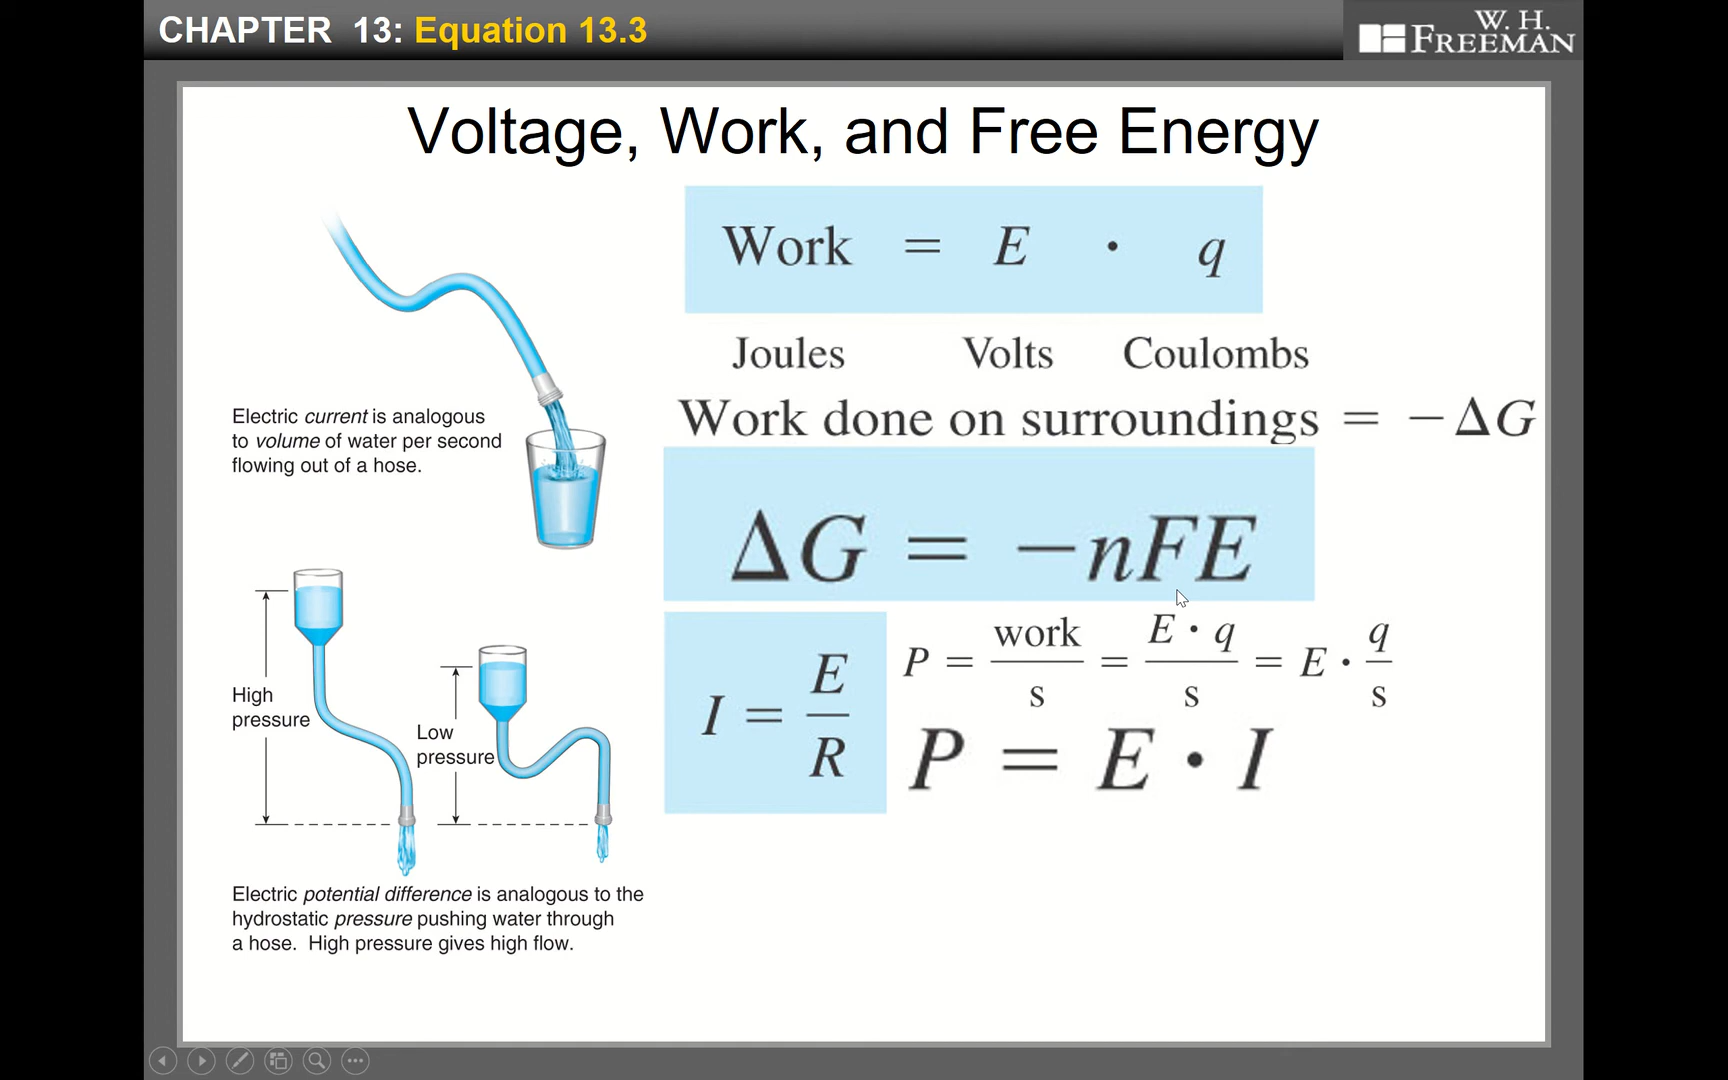 CHAPTER 13: Equation 13.3
W. H.
FREEMAN
Voltage, Work, and Free Energy
Work = E · q
Joules Volts Coulombs
Work done on surroundings = −ΔG
ΔG = −nFE
I = E/R
P = work/s = E · q/s = E · q/s
P = E · I
Electric current is analogous
to volume of water per second
flowing out of a hose.
High
pressure
Low
pressure
Electric potential difference is analogous to the
hydrostatic pressure pushing water through
a hose. High pressure gives high flow.